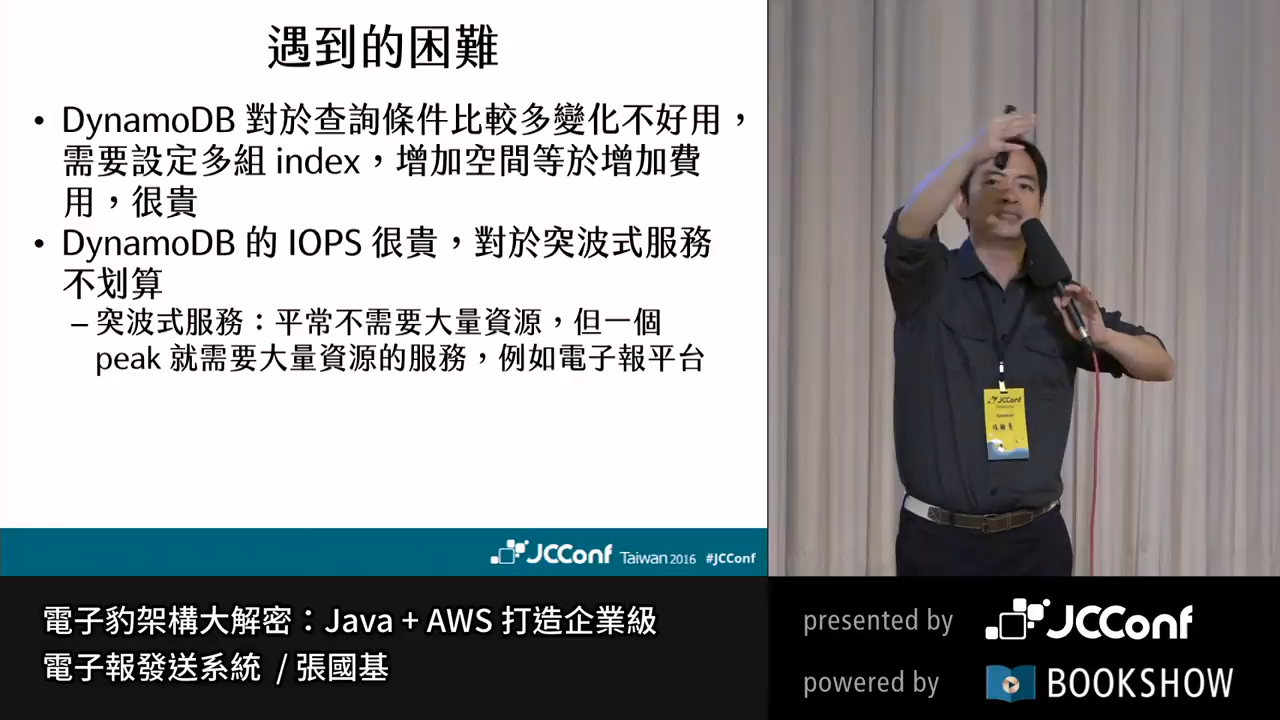 遇到的困難
• DynamoDB 對於查詢條件比較多變化不好用，
需要設定多組 index，增加空間等於增加費
用，很貴
• DynamoDB 的 IOPS 很貴，對於突波式服務
不划算
– 突波式服務：平常不需要大量資源，但一個
peak 就需要大量資源的服務，例如電子報平台
JCConf Taiwan 2016 #JCConf
JCConf
電子豹架構大解密：Java + AWS 打造企業級
電子報發送系統 / 張國基
presented by JCConf
powered by BOOKSHOW